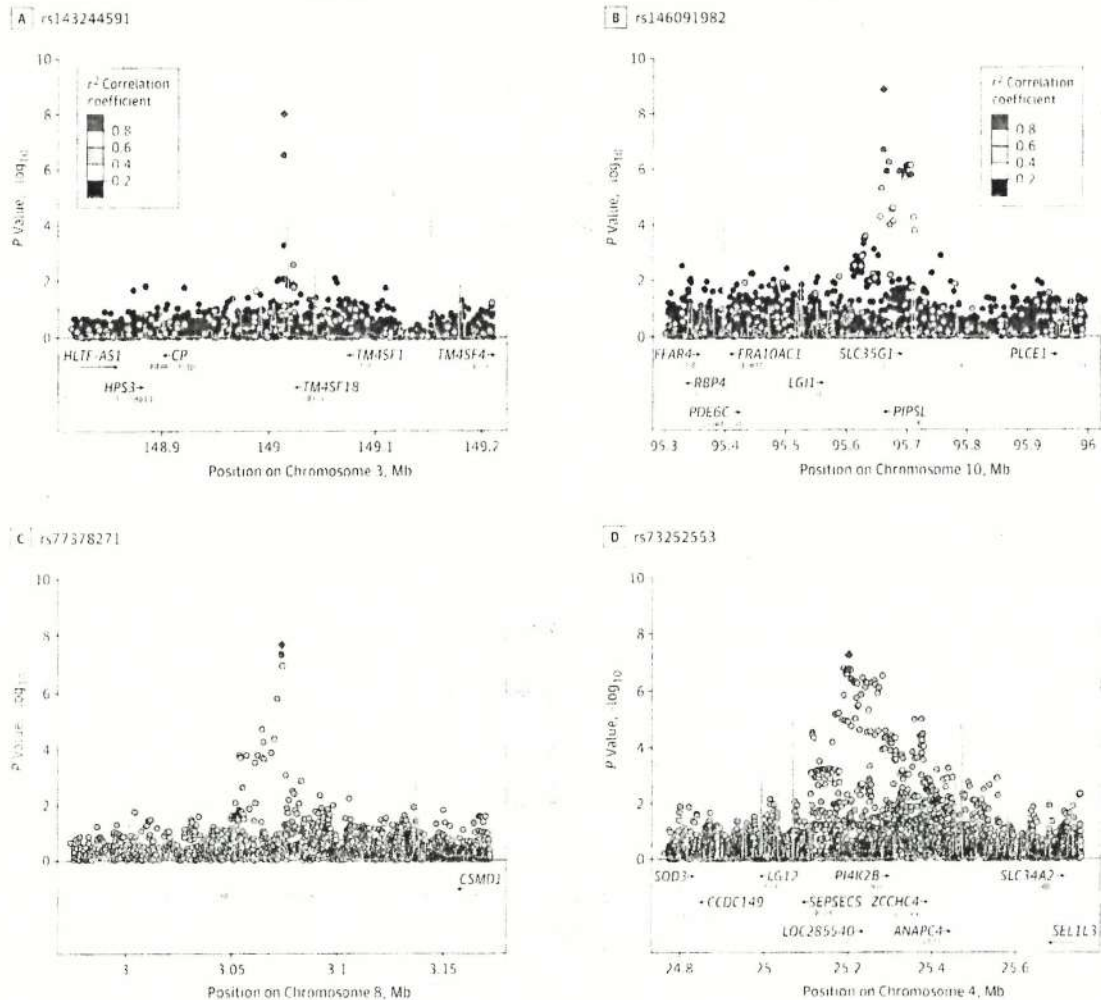 A rs143244591
10
8
6
4
2
0
P Value, -log10
r² Correlation
coefficient
0.8
0.6
0.4
0.2
HLTF-AS1
CP
TM4SF1
TM4SF4
HPS3
TM4SF18
148.9
149
149.1
149.2
Position on Chromosome 3, Mb
B rs146091982
10
8
6
4
2
0
P Value, -log10
r² Correlation
coefficient
0.8
0.6
0.4
0.2
FFAR4
FRA10AC1
SLC35G1
PLCE1
RBP4
LGI1
PDE6C
PIPSL
95.3
95.4
95.5
95.6
95.7
95.8
95.9
96
Position on Chromosome 10, Mb
C rs77378271
10
8
6
4
2
0
P Value, -log10
CSMD1
3
3.05
3.1
3.15
Position on Chromosome 8, Mb
D rs73252553
10
8
6
4
2
0
P Value, -log10
SOD3
LGI2
PI4K2B
SLC34A2
CCDC149
SEPSECS
ZCCHC4
LOC285540
ANAPC4
SEL1L3
24.8
25
25.2
25.4
25.6
Position on Chromosome 4, Mb